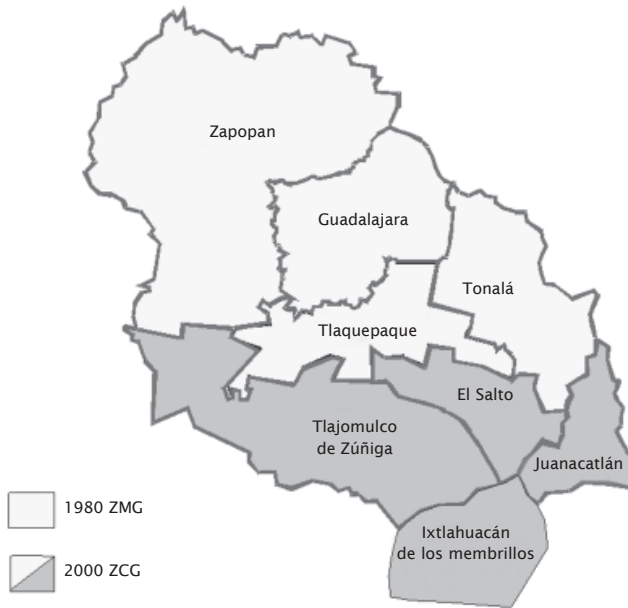 Zapopan
Guadalajara
Tonalá
Tlaquepaque
El Salto
Tlajomulco
de Zúñiga
Juanacatlán
1980 ZMG
Ixtlahuacán
de los membrillos
2000 ZCG